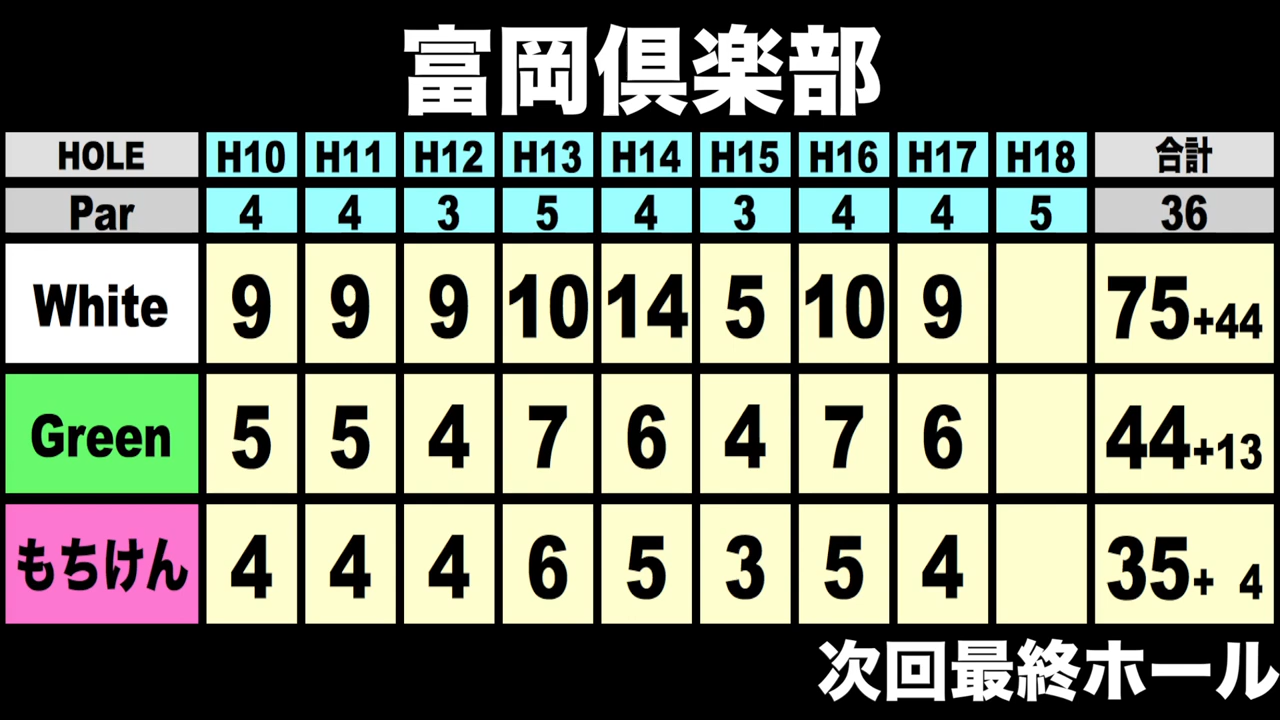 富岡倶楽部
HOLE H10 H11 H12 H13 H14 H15 H16 H17 H18 合計
Par 4 4 3 5 4 3 4 4 5 36
White 9 9 9 10 14 5 10 9 75+44
Green 5 5 4 7 6 4 7 6 44+13
もちけん 4 4 4 6 5 3 5 4 35+ 4
次回最終ホール